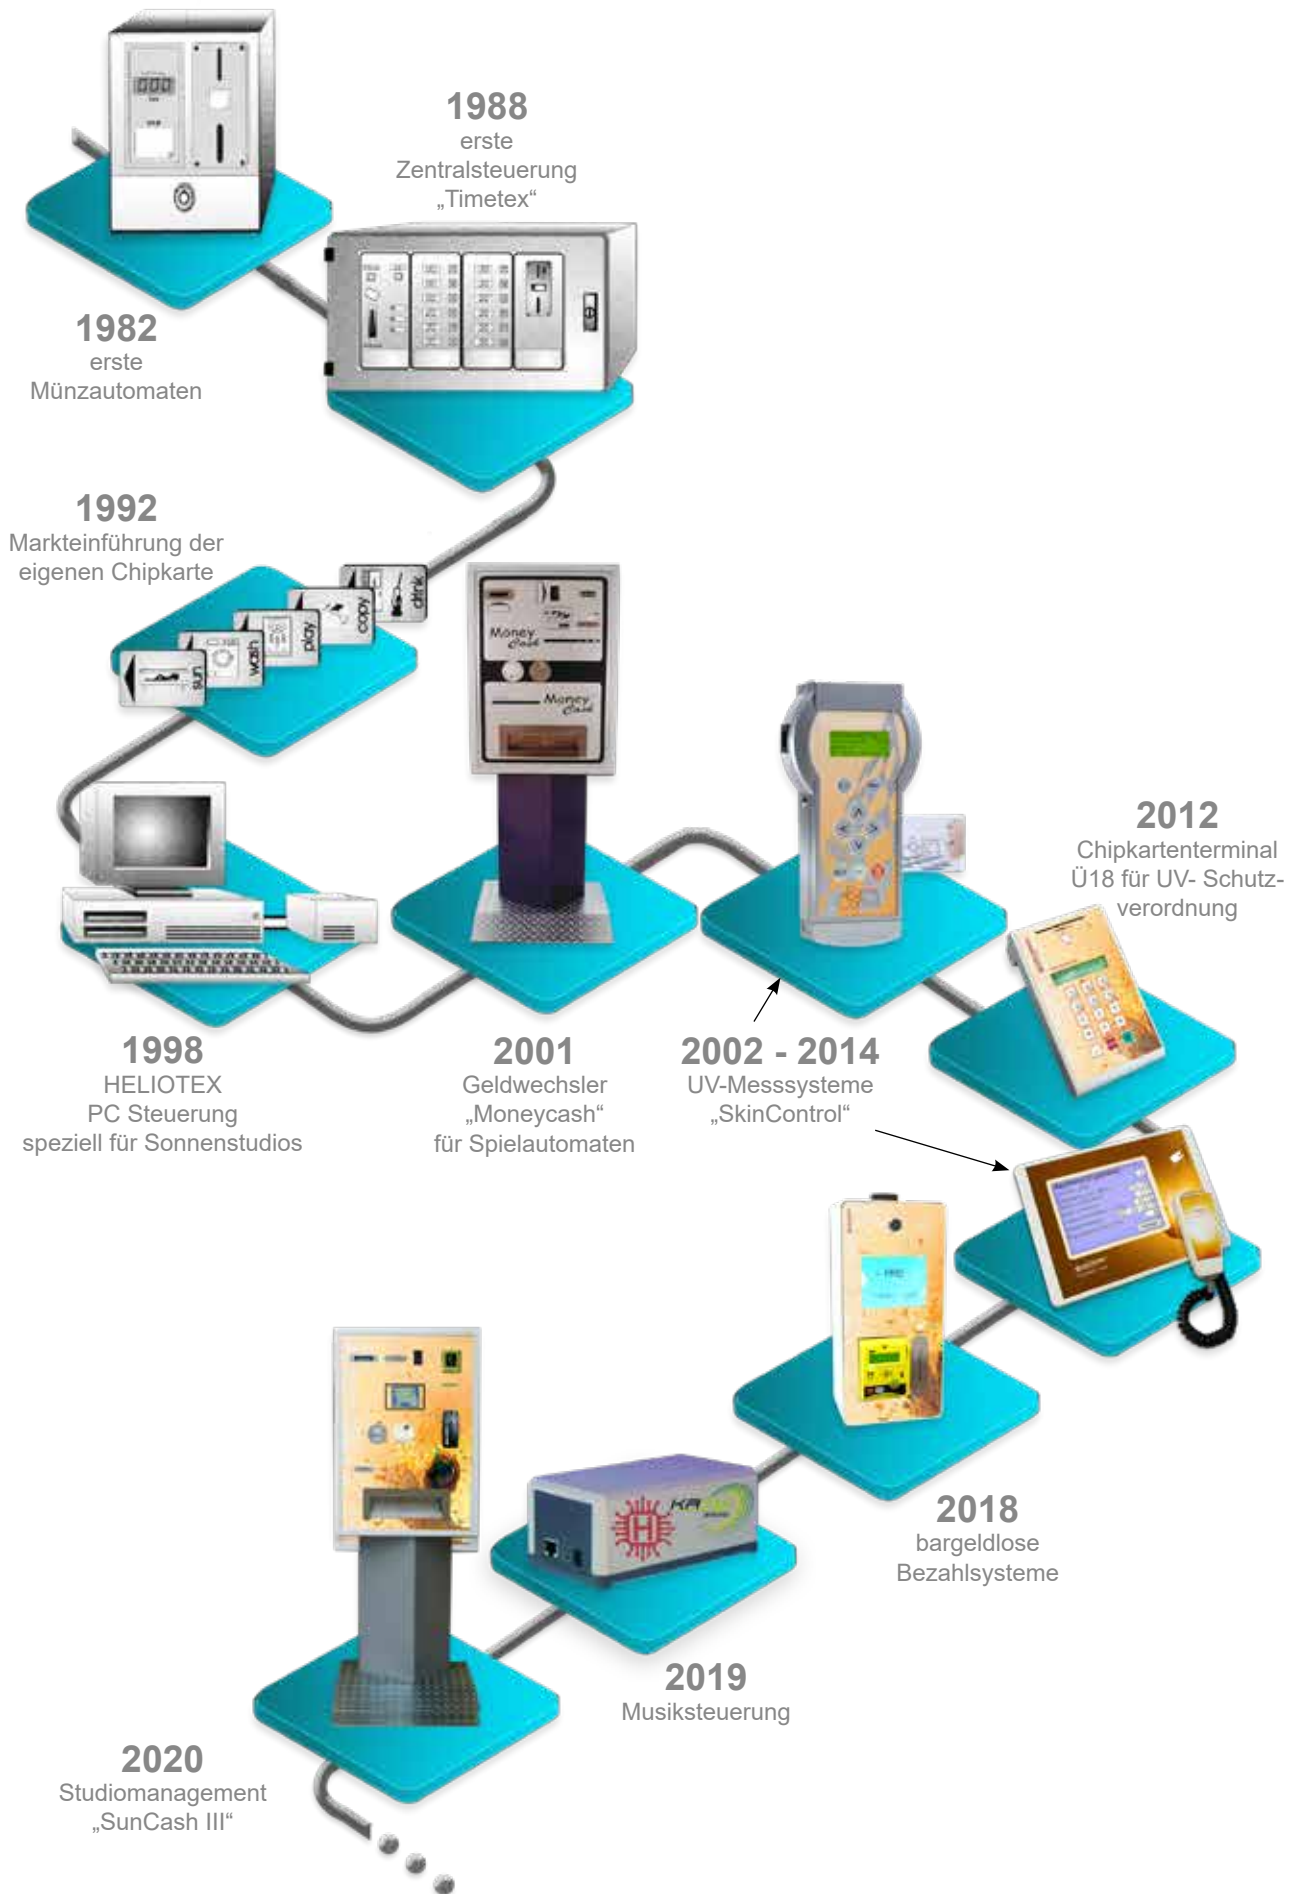 000
1988
erste
Zentralsteuerung
„Timetex“
1982
erste
Münzautomaten
1992
Markteinführung der
eigenen Chipkarte
drink
copy
play
wash
sun
Money
Cash
Money
Cash
2012
Chipkartenterminal
Ü18 für UV- Schutz-
verordnung
1998
HELIOTEX
PC Steuerung
speziell für Sonnenstudios
2001
Geldwechsler
„Moneycash“
für Spielautomaten
2002 - 2014
UV-Messsysteme
„SkinControl“
H
2018
bargeldlose
Bezahlsysteme
2019
Musiksteuerung
2020
Studiomanagement
„SunCash III“